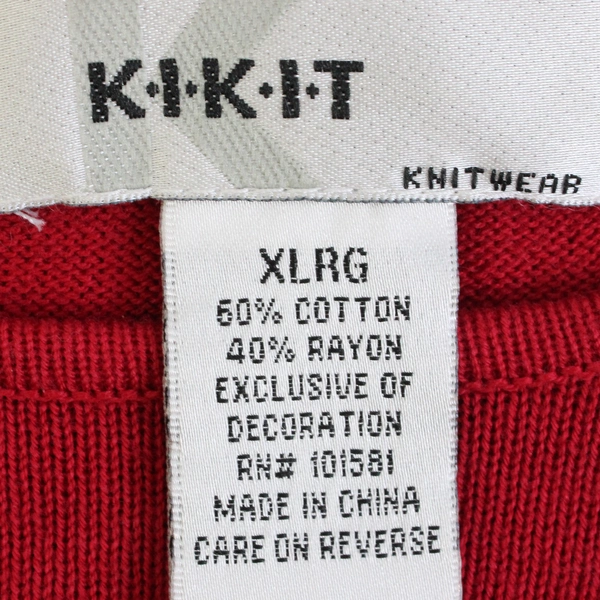 K·I·K·I·T
KNITWEAR
XLRG
60% COTTON
40% RAYON
EXCLUSIVE OF
DECORATION
RN# 101581
MADE IN CHINA
CARE ON REVERSE